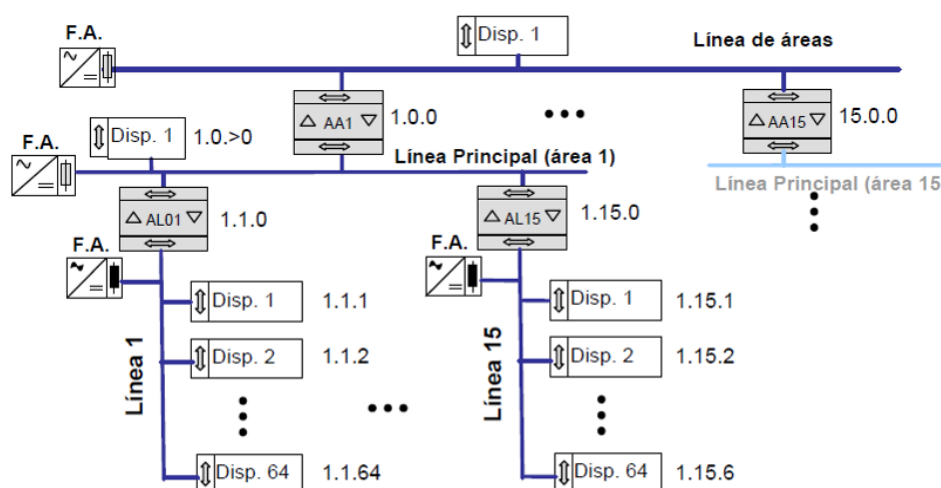 F.A.
Disp. 1
Línea de áreas
AA1
1.0.0
AA15
15.0.0
Disp. 1
1.0.>0
F.A.
Línea Principal (área 1)
Línea Principal (área 15
AL01
1.1.0
AL15
1.15.0
F.A.
F.A.
Disp. 1
1.1.1
Disp. 1
1.15.1
Línea 1
Línea 15
Disp. 2
1.1.2
Disp. 2
1.15.2
Disp. 64
1.1.64
Disp. 64
1.15.6